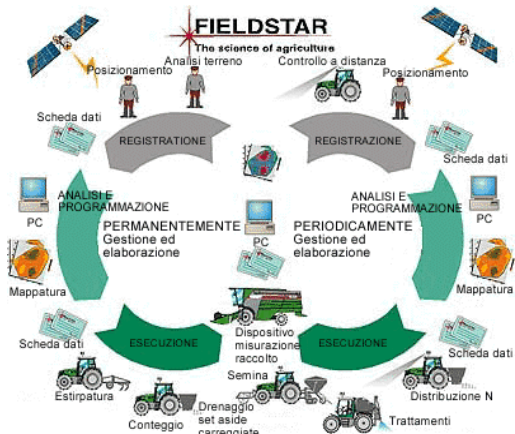 FIELDSTAR
The science of agriculture
Posizionamento
Analisi terreno
Controllo a distanza
Posizionamento
Scheda dati
REGISTRATIONE
REGISTRAZIONE
Scheda dati
ANALISI E
PROGRAMMAZIONE
PC
ANALISI E
PROGRAMMAZIONE
PC
PERMANENTEMENTE
Gestione ed
elaborazione
PC
PERIODICAMENTE
Gestione ed
elaborazione
Mappatura
Mappatura
Scheda dati
ESECUZIONE
Dispositivo
misurazione
raccolto
ESECUZIONE
Scheda dati
Estirpatura
Semina
Distribuzione N
Conteggio
Drenaggio
set aside
carreggiate
Trattamenti